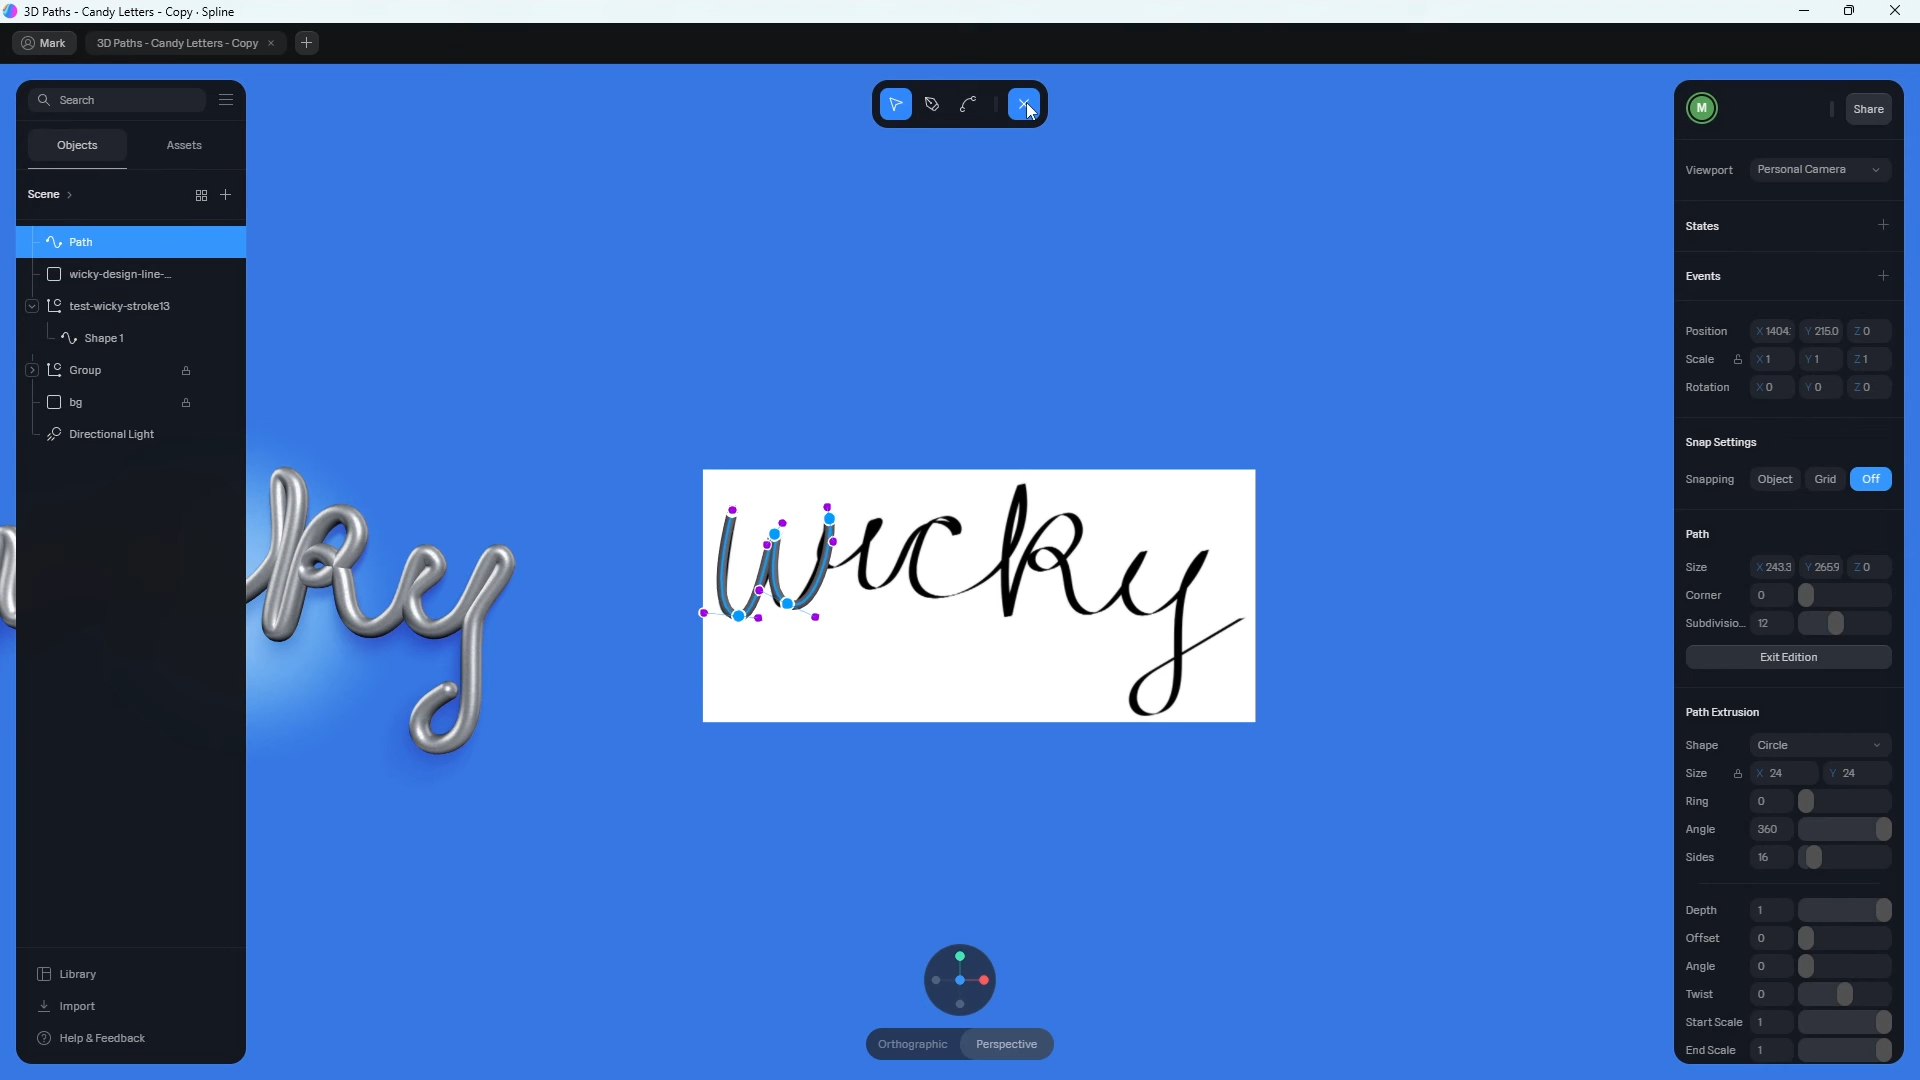 3D Paths - Candy Letters - Copy · Spline
Mark
3D Paths - Candy Letters - Copy
Search
Objects
Assets
Scene
Path
wicky-design-line-...
test-wicky-stroke13
Shape 1
Group
bg
Directional Light
Library
Import
Help & Feedback
wicky
ky
Orthographic
Perspective
M
Share
Viewport
Personal Camera
States
Events
Position X 1404: Y 215.0 Z 0
Scale X 1 Y 1 Z 1
Rotation X 0 Y 0 Z 0
Snap Settings
Snapping Object Grid Off
Path
Size X 243.3 Y 265.9 Z 0
Corner 0
Subdivisio... 12
Exit Edition
Path Extrusion
Shape Circle
Size X 24 Y 24
Ring 0
Angle 360
Sides 16
Depth 1
Offset 0
Angle 0
Twist 0
Start Scale 1
End Scale 1